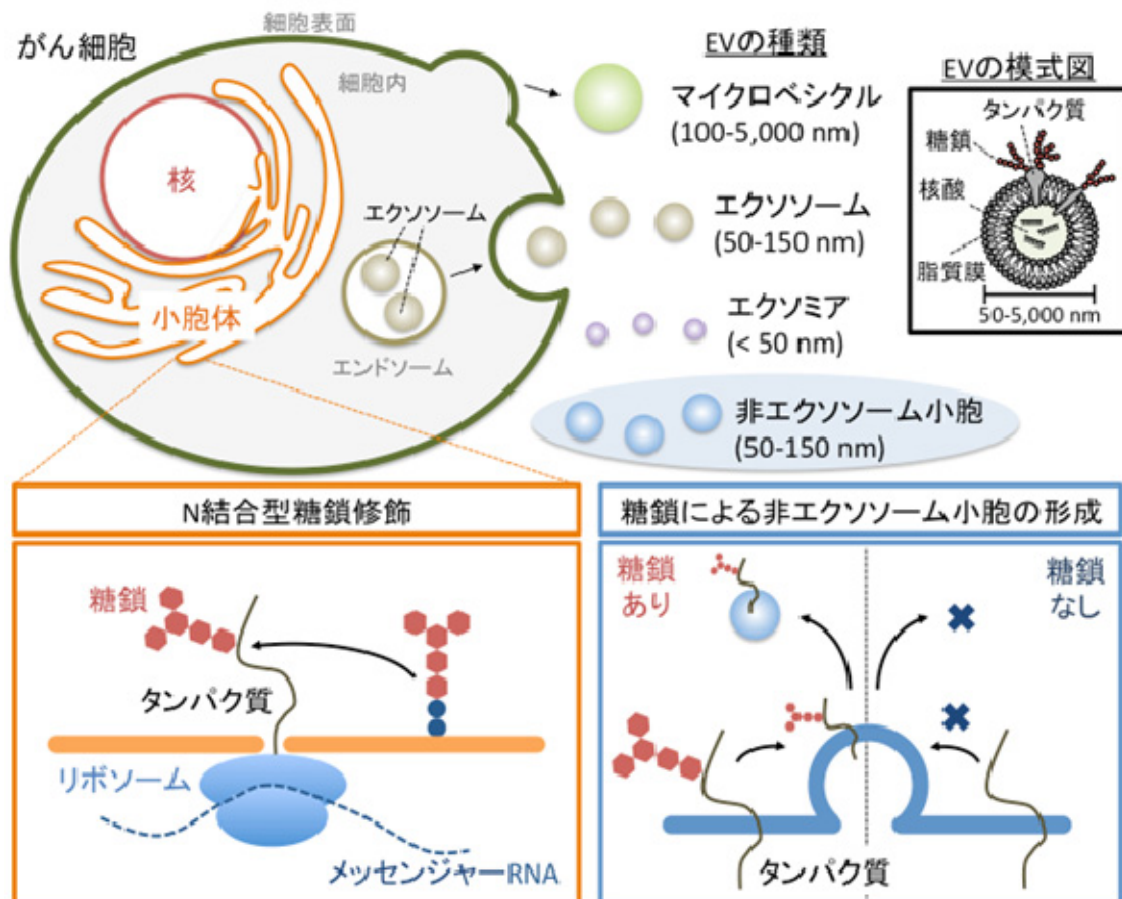 がん細胞
細胞表面
細胞内
核
小胞体
エクソソーム
エンドソーム
EVの種類
マイクロベシクル
(100-5,000 nm)
エクソソーム
(50-150 nm)
エクソミア
(< 50 nm)
非エクソソーム小胞
(50-150 nm)
EVの模式図
タンパク質
糖鎖
核酸
脂質膜
50-5,000 nm
N結合型糖鎖修飾
糖鎖
タンパク質
リボソーム
メッセンジャーRNA
糖鎖による非エクソソーム小胞の形成
糖鎖
あり
糖鎖
なし
タンパク質